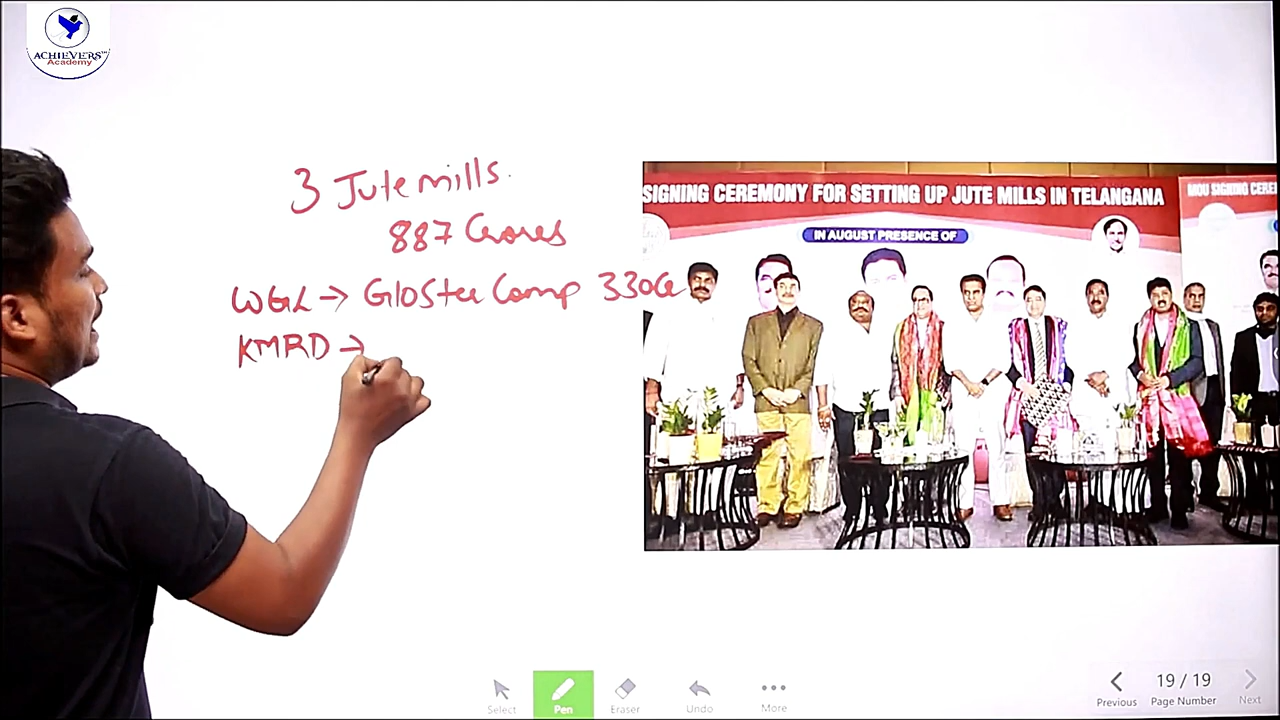 ACHIEVERS™
Academy
3 Jute mills.
887 Crores
WGL → Gloster Comp 330Cr
KMRD →
SIGNING CEREMONY FOR SETTING UP JUTE MILLS IN TELANGANA
IN AUGUST PRESENCE OF
MOU SIGNING CERE
Select
Pen
Eraser
Undo
More
Previous
19 / 19
Page Number
Next